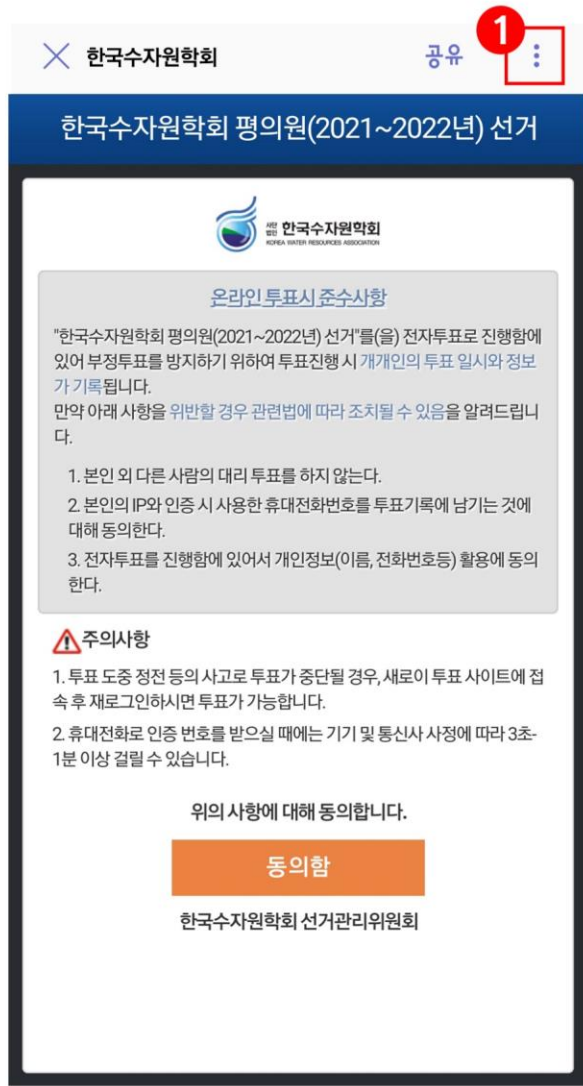 1
한국수자원학회 공유
한국수자원학회 평의원(2021~2022년) 선거
사단법인 한국수자원학회
KOREA WATER RESOURCES ASSOCIATION
온라인 투표시 준수사항
"한국수자원학회 평의원(2021~2022년) 선거"를(을) 전자투표로 진행함에
있어 부정투표를 방지하기 위하여 투표진행 시 개개인의 투표 일시와 정보
가 기록됩니다.
만약 아래 사항을 위반할 경우 관련법에 따라 조치될 수 있음을 알려드립니
다.
1. 본인 외 다른 사람의 대리 투표를 하지 않는다.
2. 본인의 IP와 인증 시 사용한 휴대전화번호를 투표기록에 남기는 것에
대해 동의한다.
3. 전자투표를 진행함에 있어서 개인정보(이름, 전화번호등) 활용에 동의
한다.
주의사항
1. 투표 도중 정전 등의 사고로 투표가 중단될 경우, 새로이 투표 사이트에 접
속 후 재로그인하시면 투표가 가능합니다.
2. 휴대전화로 인증 번호를 받으실 때에는 기기 및 통신사 사정에 따라 3초-
1분 이상 걸릴 수 있습니다.
위의 사항에 대해 동의합니다.
동의함
한국수자원학회 선거관리위원회